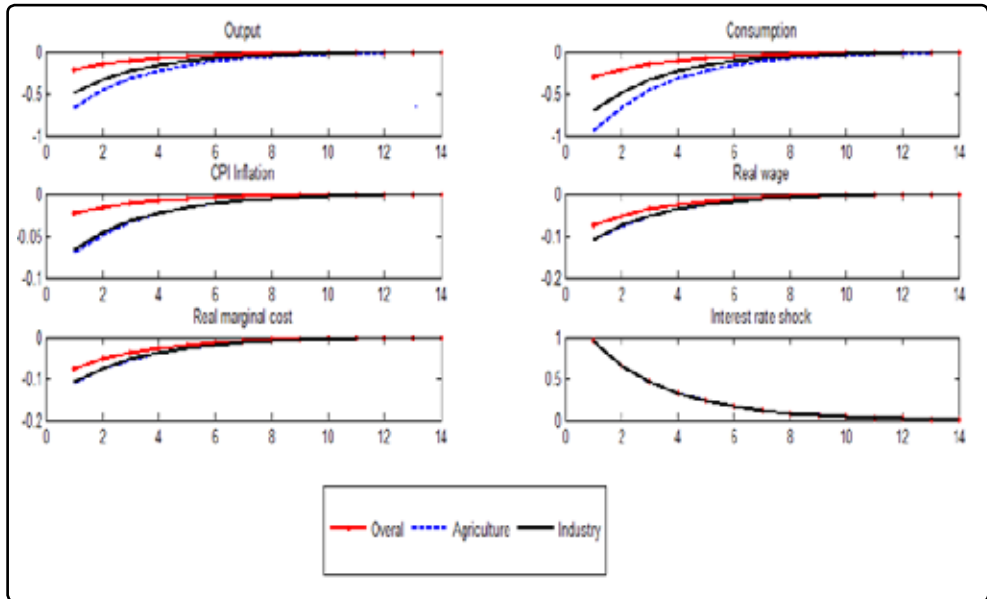 Output
0
-0.5
-1
0 2 4 6 8 10 12 14
Consumption
0
-0.5
-1
0 2 4 6 8 10 12 14
CPI Inflation
0
-0.05
-0.1
0 2 4 6 8 10 12 14
Real wage
0
-0.1
-0.2
0 2 4 6 8 10 12 14
Real marginal cost
0
-0.1
-0.2
0 2 4 6 8 10 12 14
Interest rate shock
1
0.5
0
0 2 4 6 8 10 12 14
Overal Agriculture Industry